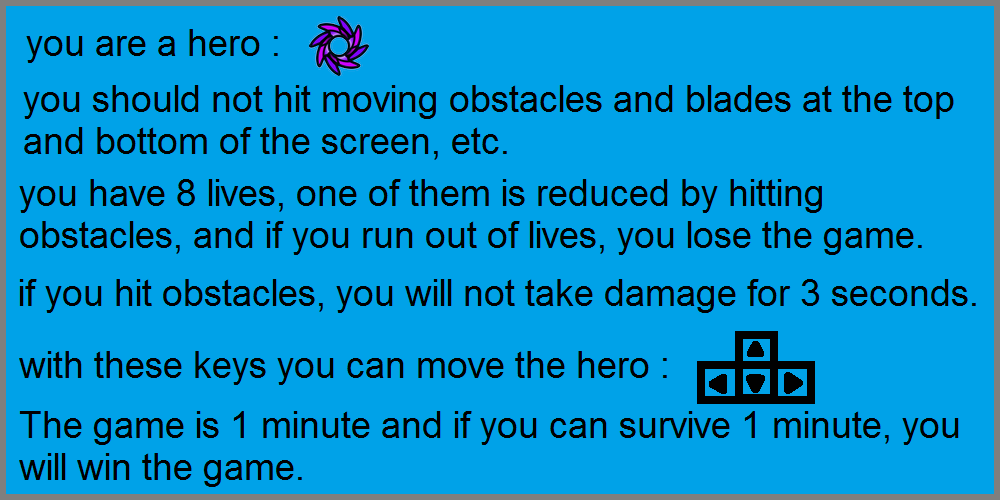 you are a hero :
you should not hit moving obstacles and blades at the top
and bottom of the screen, etc.
you have 8 lives, one of them is reduced by hitting
obstacles, and if you run out of lives, you lose the game.
if you hit obstacles, you will not take damage for 3 seconds.
with these keys you can move the hero :
The game is 1 minute and if you can survive 1 minute, you
will win the game.